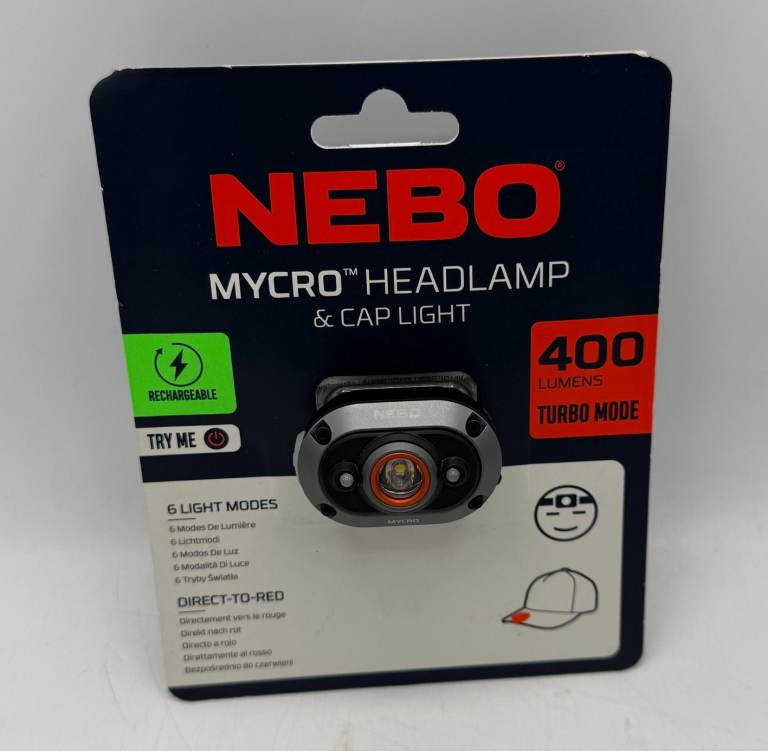 NEBO®
MYCRO™ HEADLAMP
& CAP LIGHT
RECHARGEABLE
TRY ME
400
LUMENS
TURBO MODE
NEBO
MYCRO
6 LIGHT MODES
6 Modes De Lumière
6 Lichtmodi
6 Modos De Luz
6 Modalità Di Luce
6 Tryby Światła
DIRECT-TO-RED
Directement vers le rouge
Direkt nach rot
Directo a rojo
Direttamente al rosso
Bezpośrednio do czerwieni